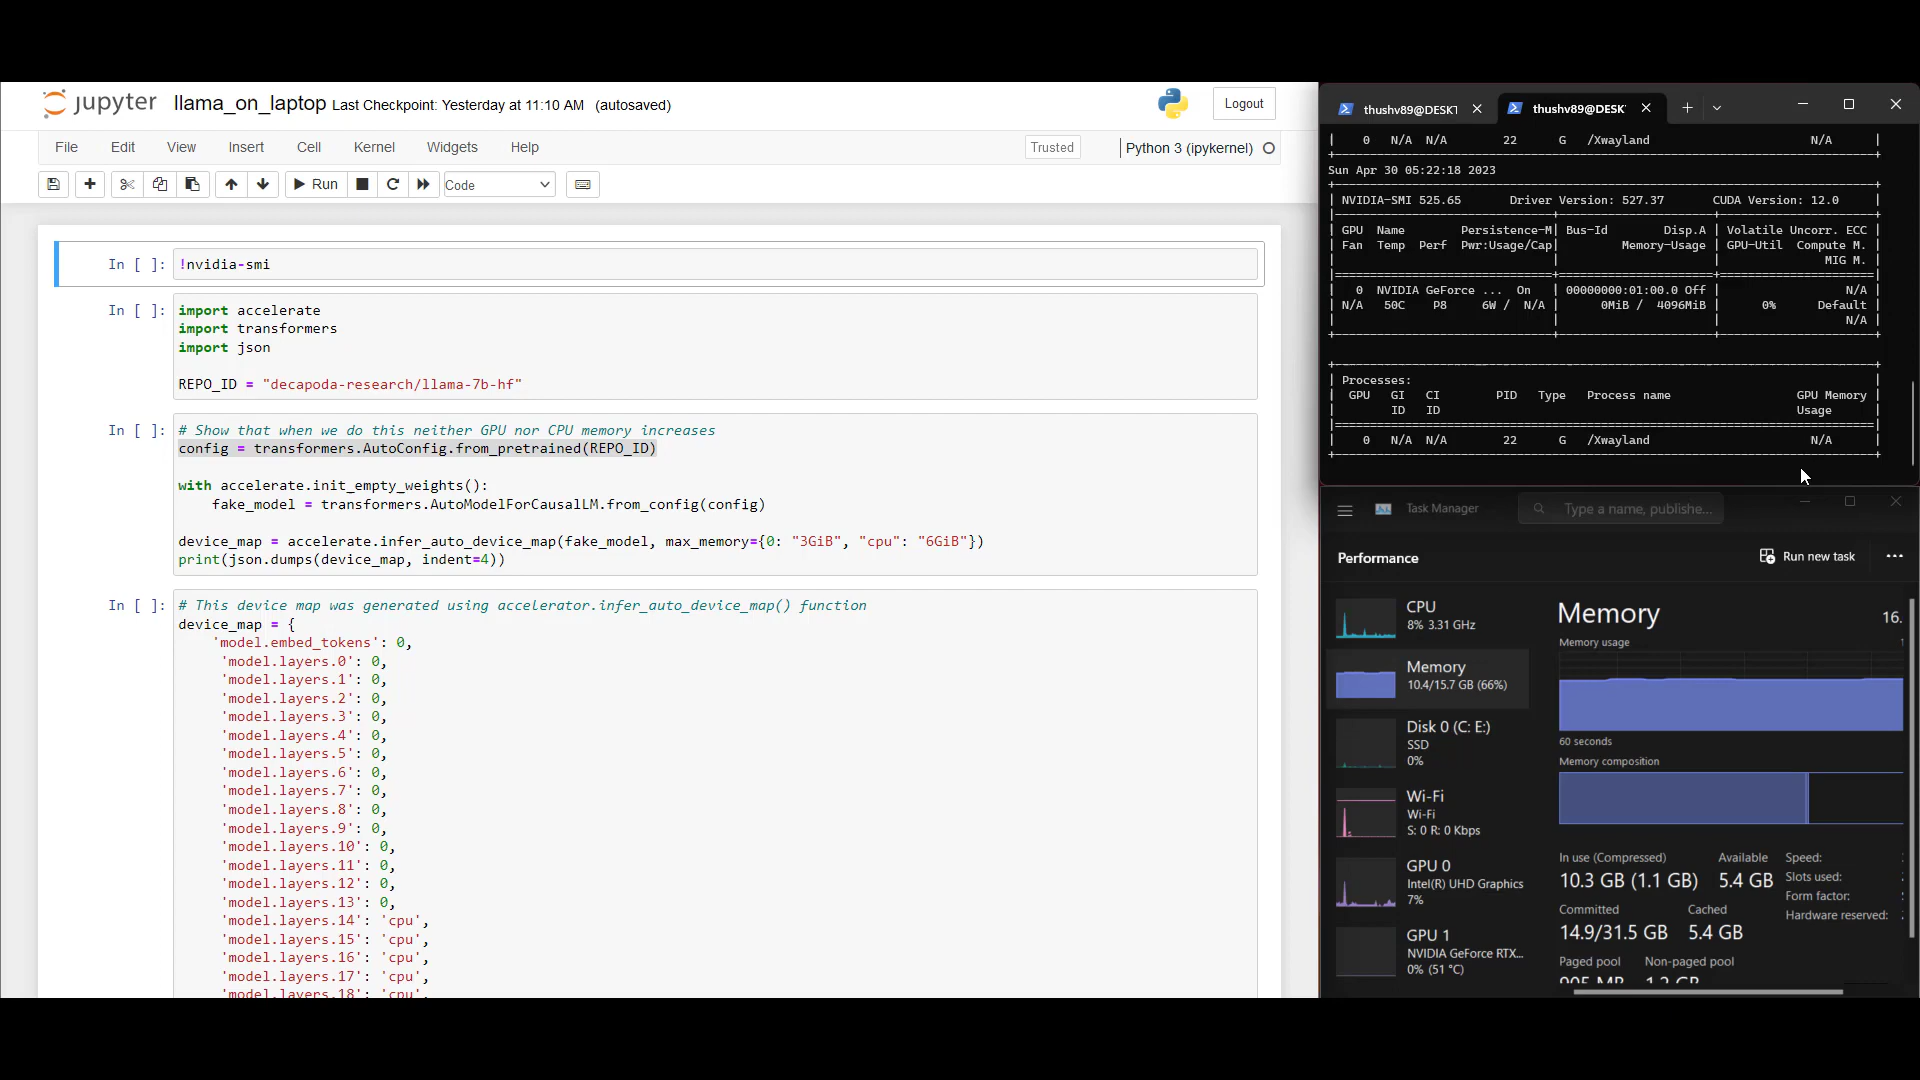 jupyter llama_on_laptop Last Checkpoint: Yesterday at 11:10 AM (autosaved)
Logout
File Edit View Insert Cell Kernel Widgets Help
Trusted
Python 3 (ipykernel)
Run
Code
In [ ]: !nvidia-smi
In [ ]: import accelerate
import transformers
import json
REPO_ID = "decapoda-research/llama-7b-hf"
In [ ]: # Show that when we do this neither GPU nor CPU memory increases
config = transformers.AutoConfig.from_pretrained(REPO_ID)
with accelerate.init_empty_weights():
    fake_model = transformers.AutoModelForCausalLM.from_config(config)
device_map = accelerate.infer_auto_device_map(fake_model, max_memory={0: "3GiB", "cpu": "6GiB"})
print(json.dumps(device_map, indent=4))
In [ ]: # This device map was generated using accelerator.infer_auto_device_map() function
device_map = {
    'model.embed_tokens': 0,
    'model.layers.0': 0,
    'model.layers.1': 0,
    'model.layers.2': 0,
    'model.layers.3': 0,
    'model.layers.4': 0,
    'model.layers.5': 0,
    'model.layers.6': 0,
    'model.layers.7': 0,
    'model.layers.8': 0,
    'model.layers.9': 0,
    'model.layers.10': 0,
    'model.layers.11': 0,
    'model.layers.12': 0,
    'model.layers.13': 0,
    'model.layers.14': 'cpu',
    'model.layers.15': 'cpu',
    'model.layers.16': 'cpu',
    'model.layers.17': 'cpu',
    'model.layers.18': 'cpu',
thushv89@DESKT
thushv89@DESK
0 N/A N/A 22 G /Xwayland N/A
Sun Apr 30 05:22:18 2023
NVIDIA-SMI 525.65 Driver Version: 527.37 CUDA Version: 12.0
GPU Name Persistence-M| Bus-Id Disp.A | Volatile Uncorr. ECC
Fan Temp Perf Pwr:Usage/Cap| Memory-Usage | GPU-Util Compute M.
MIG M.
0 NVIDIA GeForce ... On | 00000000:01:00.0 Off | N/A
N/A 50C P8 6W / N/A | 0MiB / 4096MiB | 0% Default
N/A
Processes:
GPU GI CI PID Type Process name GPU Memory
ID ID Usage
0 N/A N/A 22 G /Xwayland N/A
Task Manager
Type a name, publishe...
Performance
Run new task
CPU
8% 3.31 GHz
Memory
10.4/15.7 GB (66%)
Disk 0 (C: E:)
SSD
0%
Wi-Fi
Wi-Fi
S: 0 R: 0 Kbps
GPU 0
Intel(R) UHD Graphics
7%
GPU 1
NVIDIA GeForce RTX...
0% (51 °C)
Memory 16.
Memory usage 1
60 seconds
Memory composition
In use (Compressed) Available
10.3 GB (1.1 GB) 5.4 GB
Committed Cached
14.9/31.5 GB 5.4 GB
Paged pool Non-paged pool
Speed:
Slots used:
Form factor:
Hardware reserved: